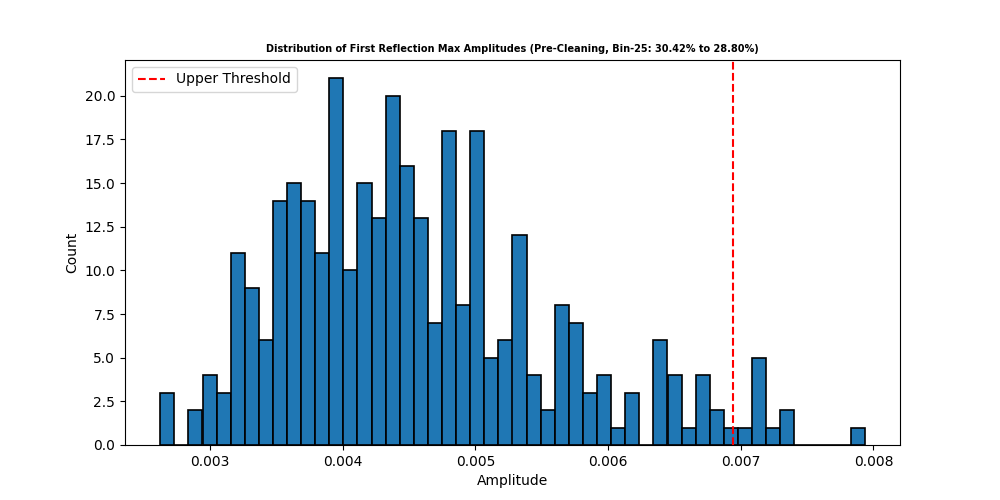 Distribution of First Reflection Max Amplitudes (Pre-Cleaning, Bin-25: 30.42% to 28.80%)
Upper Threshold
20.0
17.5
15.0
12.5
10.0
7.5
5.0
2.5
0.0
Count
0.003 0.004 0.005 0.006 0.007 0.008
Amplitude